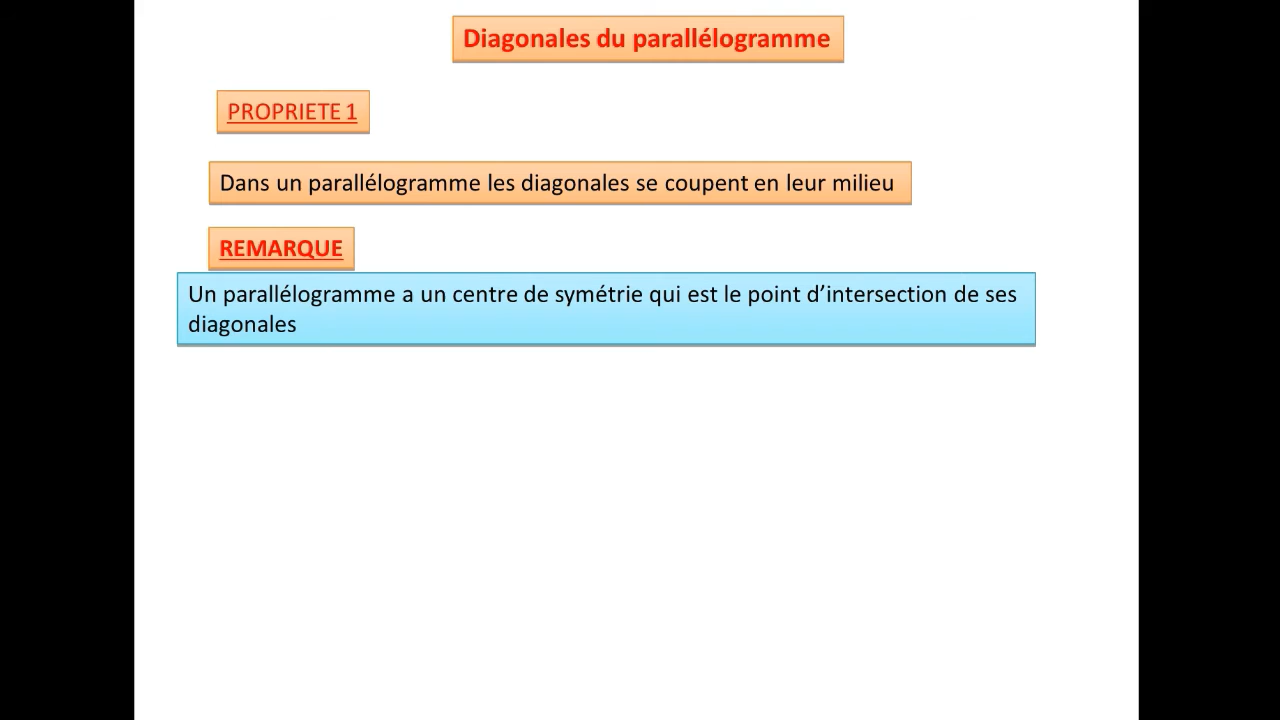 Diagonales du parallélogramme
PROPRIETE 1
Dans un parallélogramme les diagonales se coupent en leur milieu
REMARQUE
Un parallélogramme a un centre de symétrie qui est le point d’intersection de ses
diagonales